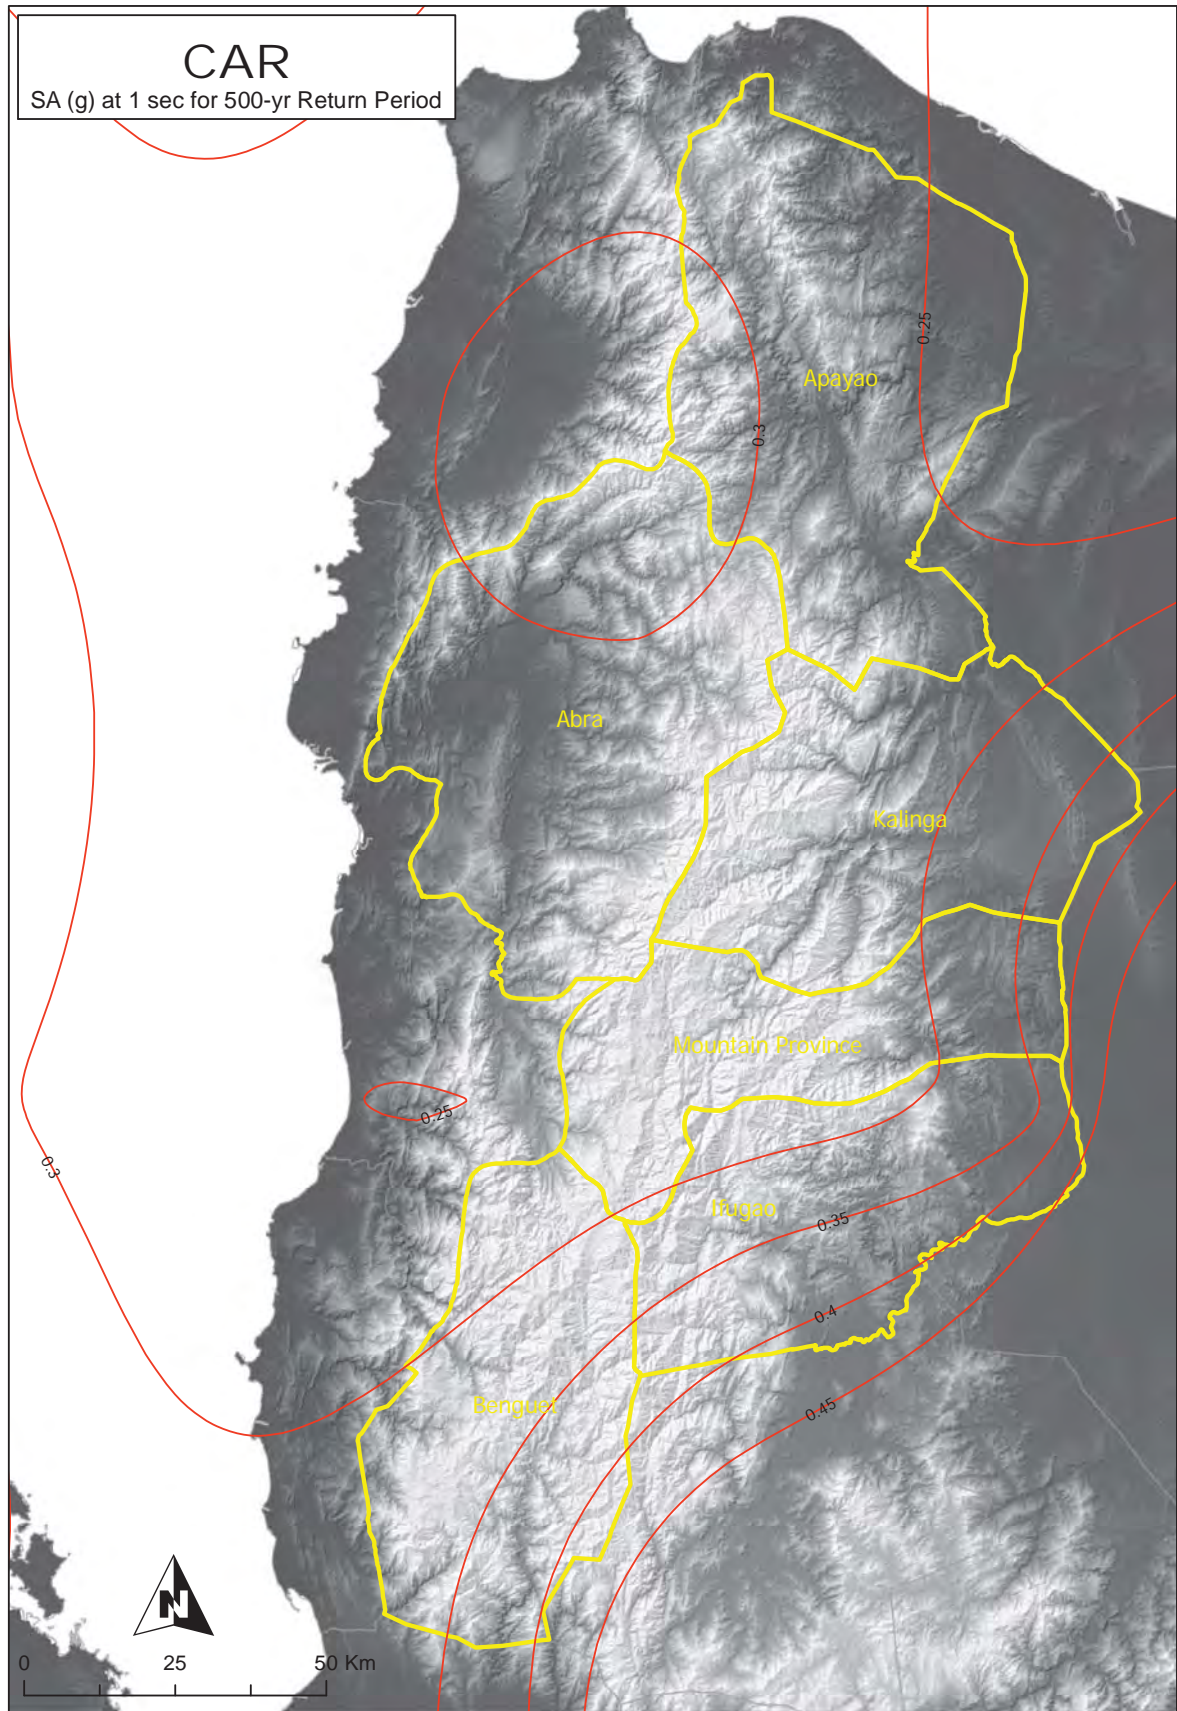 CAR
SA (g) at 1 sec for 500-yr Return Period
0.25
Apayao
0.3
Abra
Kalinga
Mountain Province
0.25
0.3
Ifugao
0.35
0.4
Benguet
0.45
N
0 25 50 Km